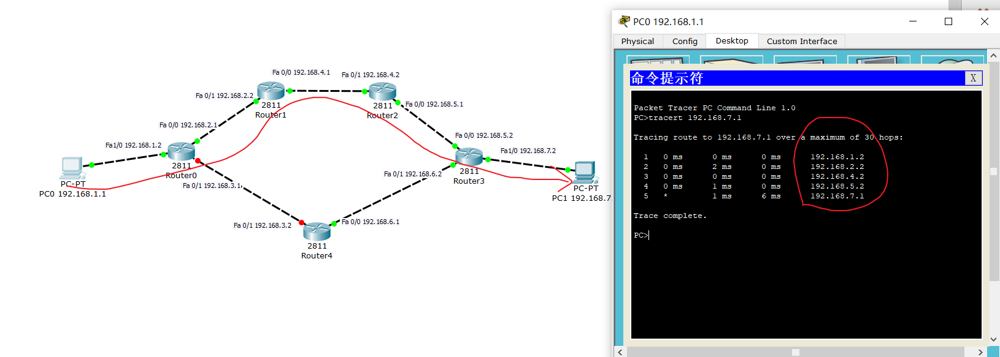 Fa 0/0 192.168.4.1
Fa 0/1 192.168.4.2
Fa 0/1 192.168.2.2
2811
Router1
2811
Router2
Fa 0/0 192.168.5.1
Fa 0/0 192.168.2.1
Fa 0/0 192.168.5.2
Fa1/0 192.168.1.2
Fa1/0 192.168.7.2
2811
Router0
2811
Router3
PC-PT
PC0 192.168.1.1
Fa 0/1 192.168.3.1
Fa 0/1 192.168.6.2
PC-PT
PC1 192.168.7
Fa 0/1 192.168.3.2
Fa 0/0 192.168.6.1
2811
Router4
PC0 192.168.1.1
Physical Config Desktop Custom Interface
命令提示符 X
Packet Tracer PC Command Line 1.0
PC>tracert 192.168.7.1
Tracing route to 192.168.7.1 over a maximum of 30 hops:
1 0 ms 0 ms 0 ms 192.168.1.2
2 0 ms 2 ms 0 ms 192.168.2.2
3 0 ms 0 ms 0 ms 192.168.4.2
4 0 ms 1 ms 0 ms 192.168.5.2
5 * 1 ms 6 ms 192.168.7.1
Trace complete.
PC>